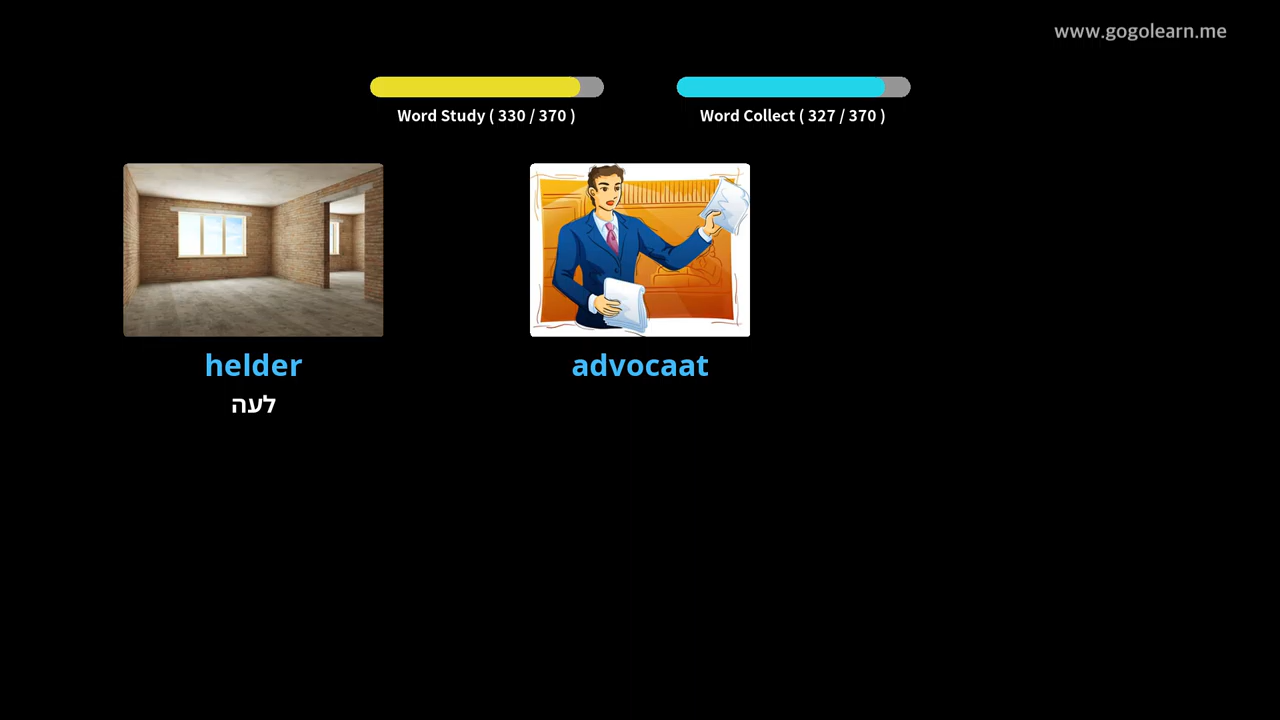 www.gogolearn.me
Word Study ( 330 / 370 )
Word Collect ( 327 / 370 )
helder
advocaat
לעה